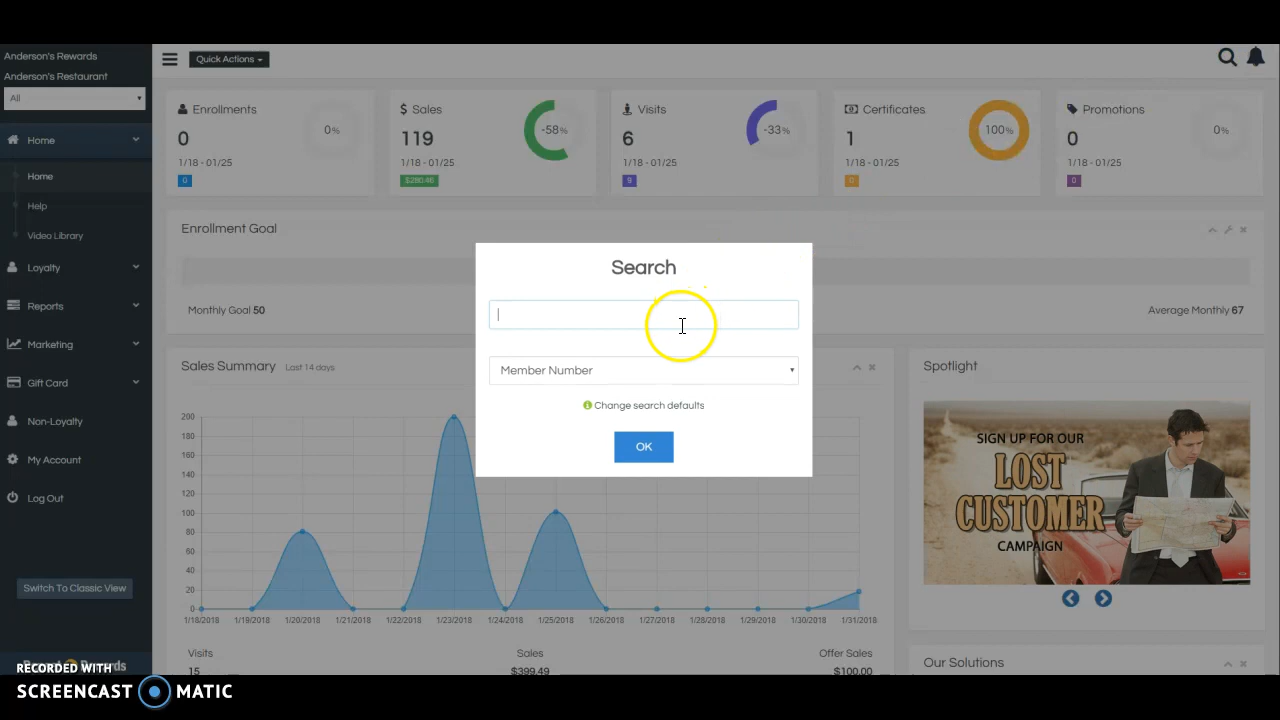 Anderson's Rewards
Anderson's Restaurant
All
Home
Home
Help
Video Library
Loyalty
Reports
Marketing
Gift Card
Non-Loyalty
My Account
Log Out
Switch To Classic View
Quick Actions
Enrollments
0
0%
1/18 - 01/25
0
$ Sales
119
-58%
1/18 - 01/25
$280.46
Visits
6
-33%
1/18 - 01/25
9
Certificates
1
100%
1/18 - 01/25
0
Promotions
0
0%
1/18 - 01/25
0
Enrollment Goal
Monthly Goal 50
Average Monthly 67
Search
Member Number
Change search defaults
OK
Sales Summary Last 14 days
200
180
160
140
120
100
80
60
40
20
0
1/18/2018 1/19/2018 1/20/2018 1/21/2018 1/22/2018 1/23/2018 1/24/2018 1/25/2018 1/26/2018 1/27/2018 1/28/2018 1/29/2018 1/30/2018 1/31/2018
Visits
15
Sales
$399.49
Offer Sales
$100.00
Spotlight
SIGN UP FOR OUR
LOST
CUSTOMER
CAMPAIGN
Our Solutions
Rewards
RECORDED WITH
SCREENCAST MATIC